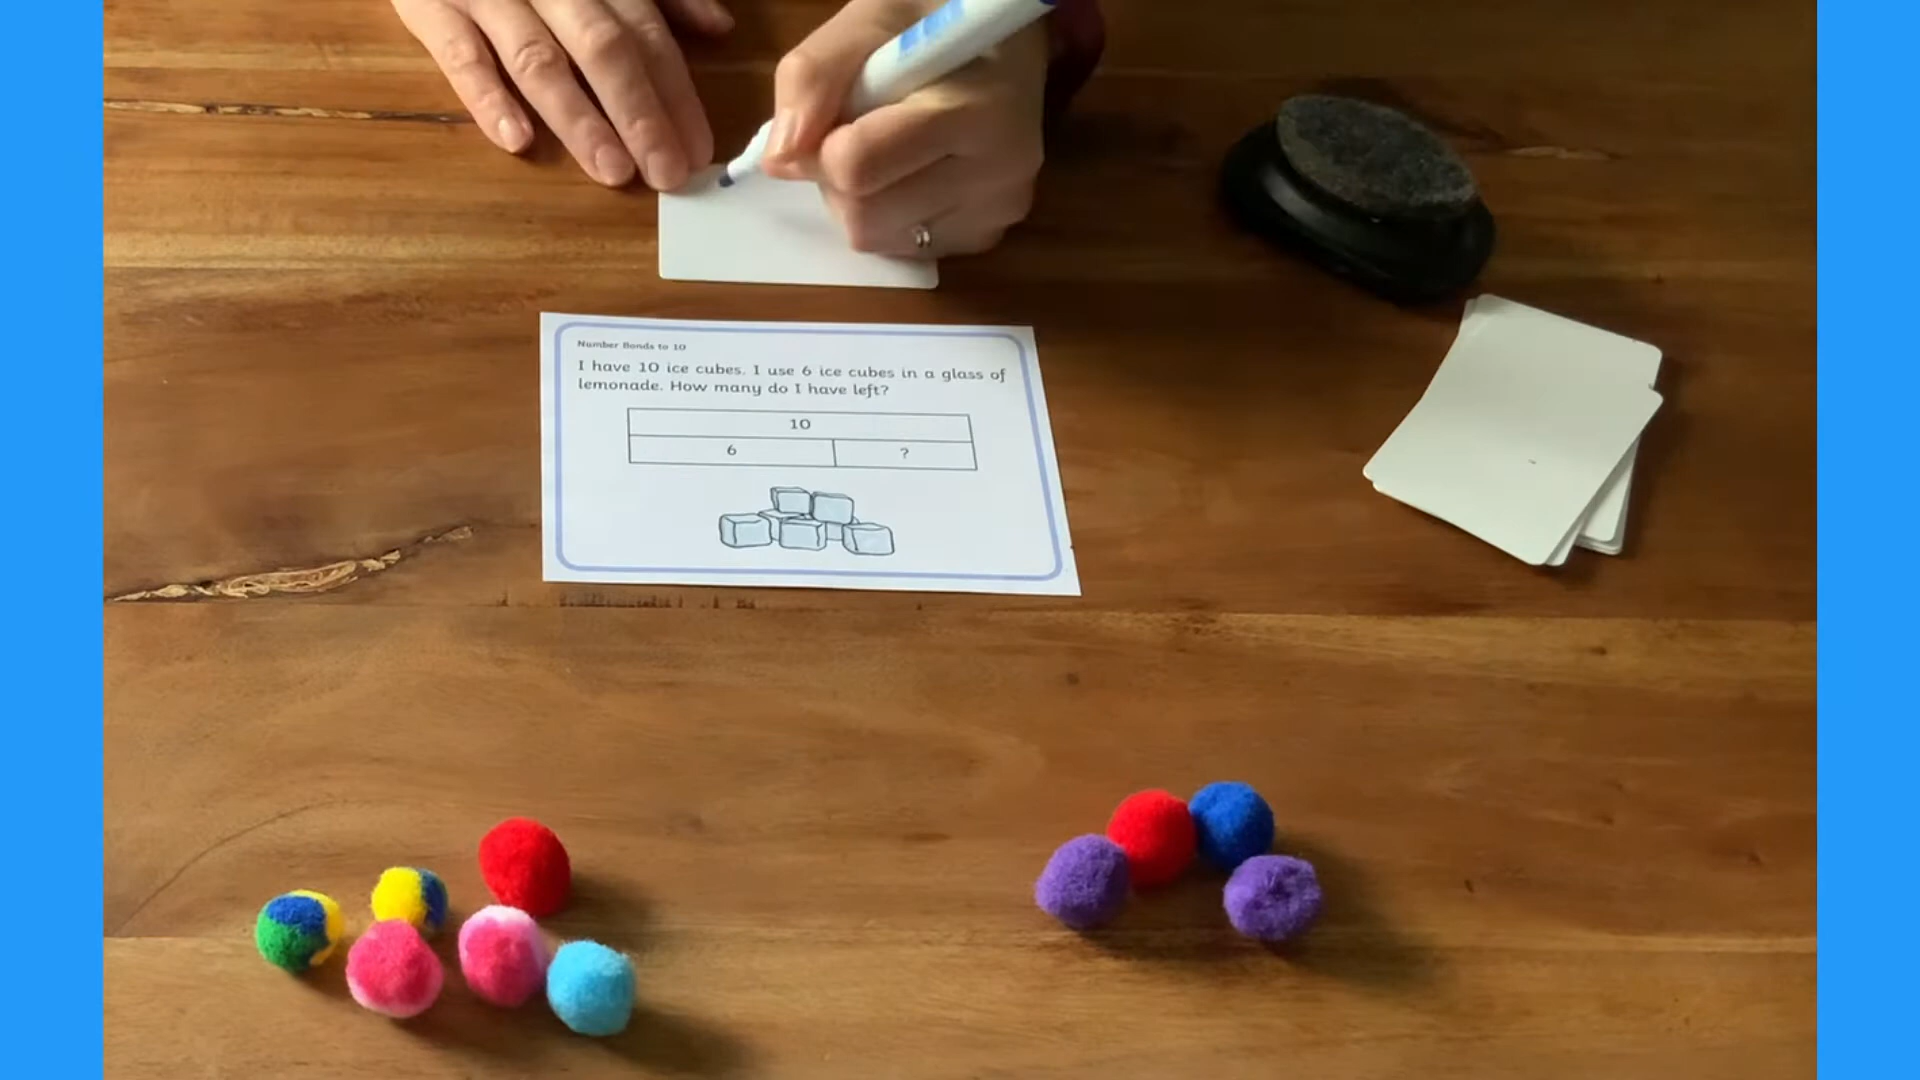 Number Bonds to 10
I have 10 ice cubes. I use 6 ice cubes in a glass of
lemonade. How many do I have left?
10
6 ?